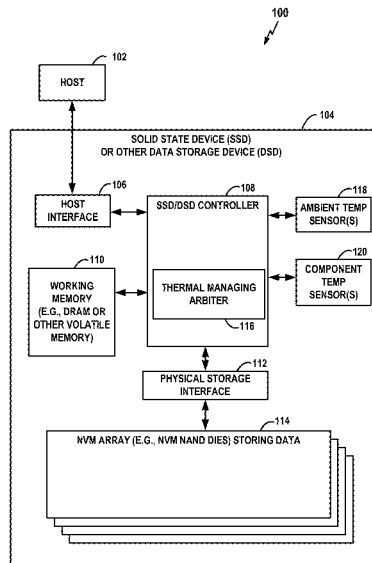 100
102
HOST
104
SOLID STATE DEVICE (SSD)
OR OTHER DATA STORAGE DEVICE (DSD)
106
HOST
INTERFACE
108
SSD/DSD CONTROLLER
118
AMBIENT TEMP
SENSOR(S)
110
WORKING
MEMORY
(E.G., DRAM OR
OTHER VOLATILE
MEMORY)
THERMAL MANAGING
ARBITER
116
120
COMPONENT TEMP
SENSOR(S)
112
PHYSICAL STORAGE
INTERFACE
114
NVM ARRAY (E.G., NVM NAND DIES) STORING DATA